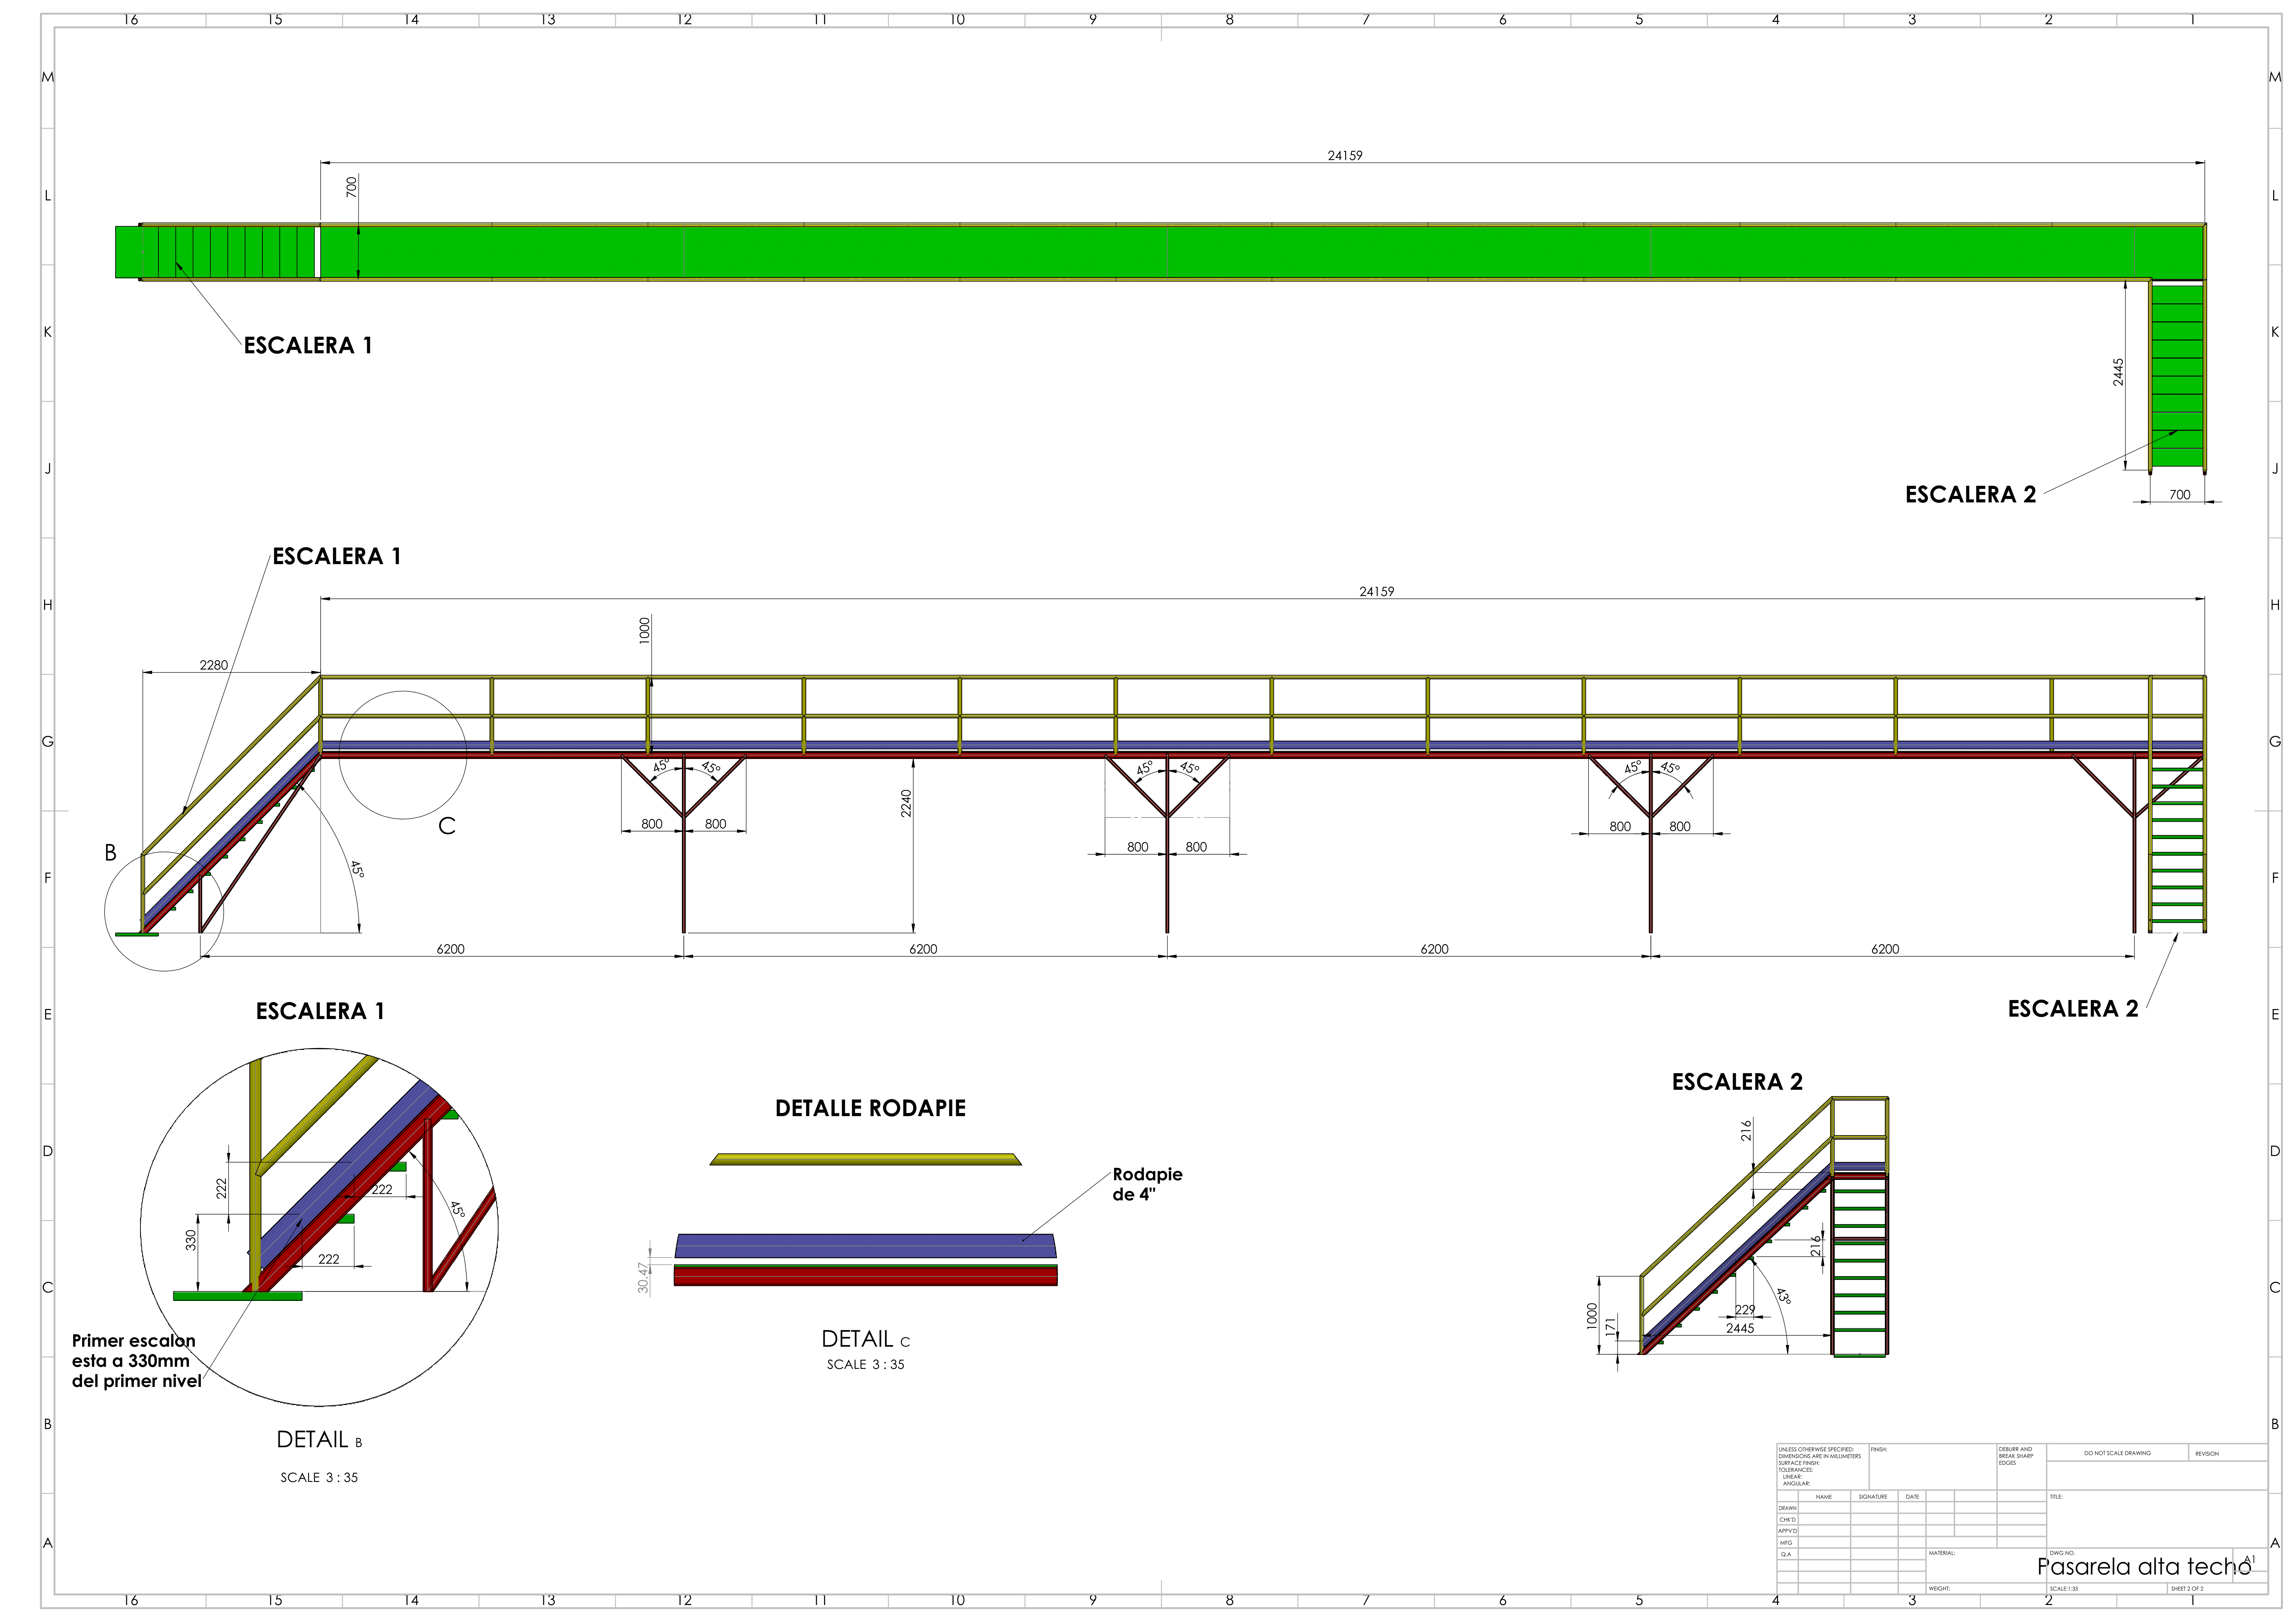 16 15 14 13 12 11 10 9 8 7 6 5 4 3 2 1
M M
24159
700
L L
ESCALERA 1
K K
2445
J J
ESCALERA 2
700
ESCALERA 1
24159
H H
1000
2280
G G
45° 45° 45° 45° 45° 45°
2240
800 800 800 800 800 800
C
B
45°
F F
6200 6200 6200 6200
ESCALERA 1
ESCALERA 2
E E
ESCALERA 2
DETALLE RODAPIE
216
D D
Rodapie
de 4"
222
222
45°
330
222
216
30.47
43°
229
1000
171
2445
C C
Primer escalon
esta a 330mm
del primer nivel
DETAIL C
SCALE 3 : 35
B B
DETAIL B
SCALE 3 : 35
UNLESS OTHERWISE SPECIFIED:
DIMENSIONS ARE IN MILLIMETERS
SURFACE FINISH:
TOLERANCES:
LINEAR:
ANGULAR:
FINISH:
DEBURR AND
BREAK SHARP
EDGES
DO NOT SCALE DRAWING
REVISION
NAME SIGNATURE DATE
TITLE:
DRAWN
CHK'D
APPV'D
MFG
Q.A
MATERIAL:
DWG NO.
Pasarela alta techo
A1
WEIGHT:
SCALE:1:35
SHEET 2 OF 2
A A
16 15 14 13 12 11 10 9 8 7 6 5 4 3 2 1